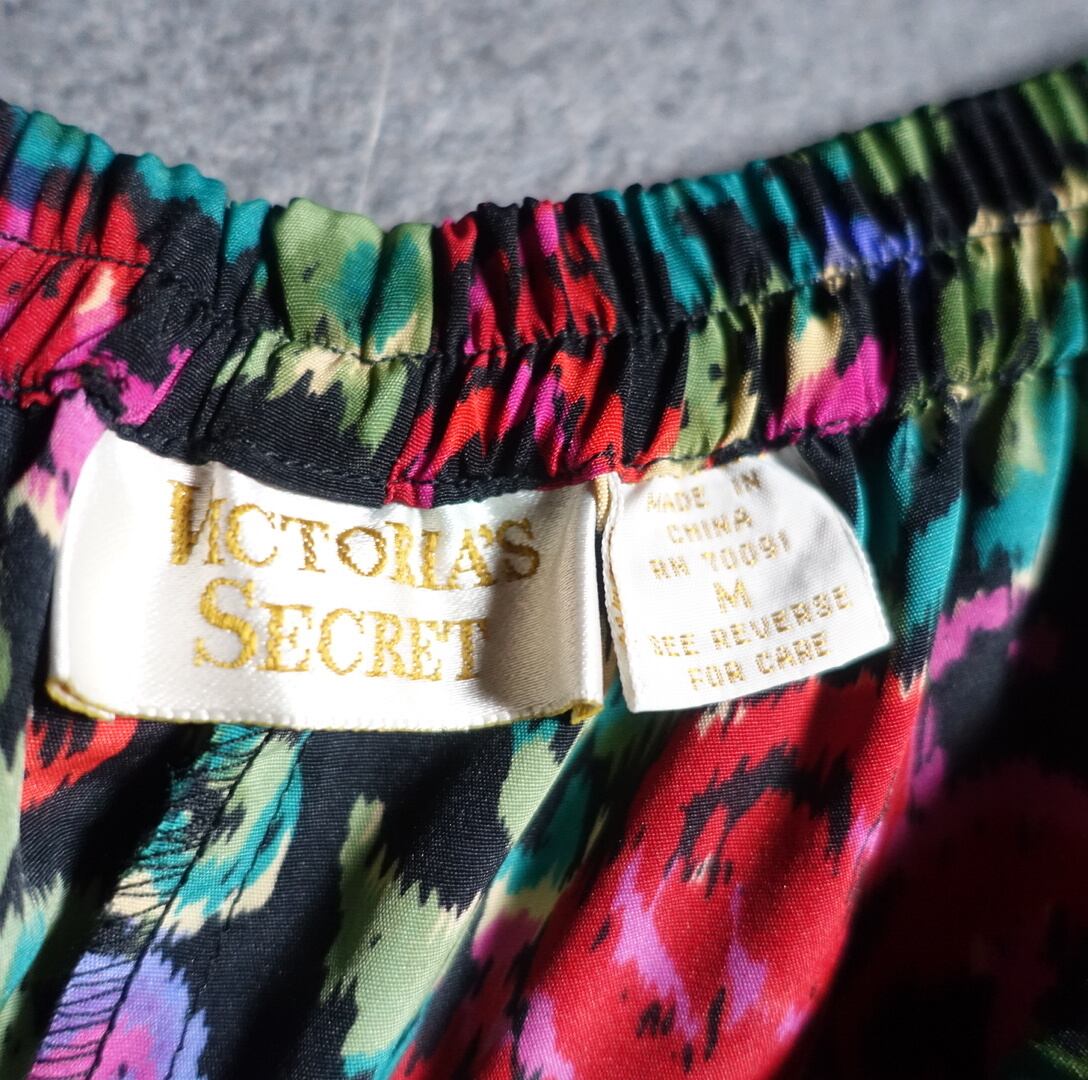 VICTORIA'S
SECRET
MADE IN
CHINA
RN 70091
M
SEE REVERSE
FOR CARE